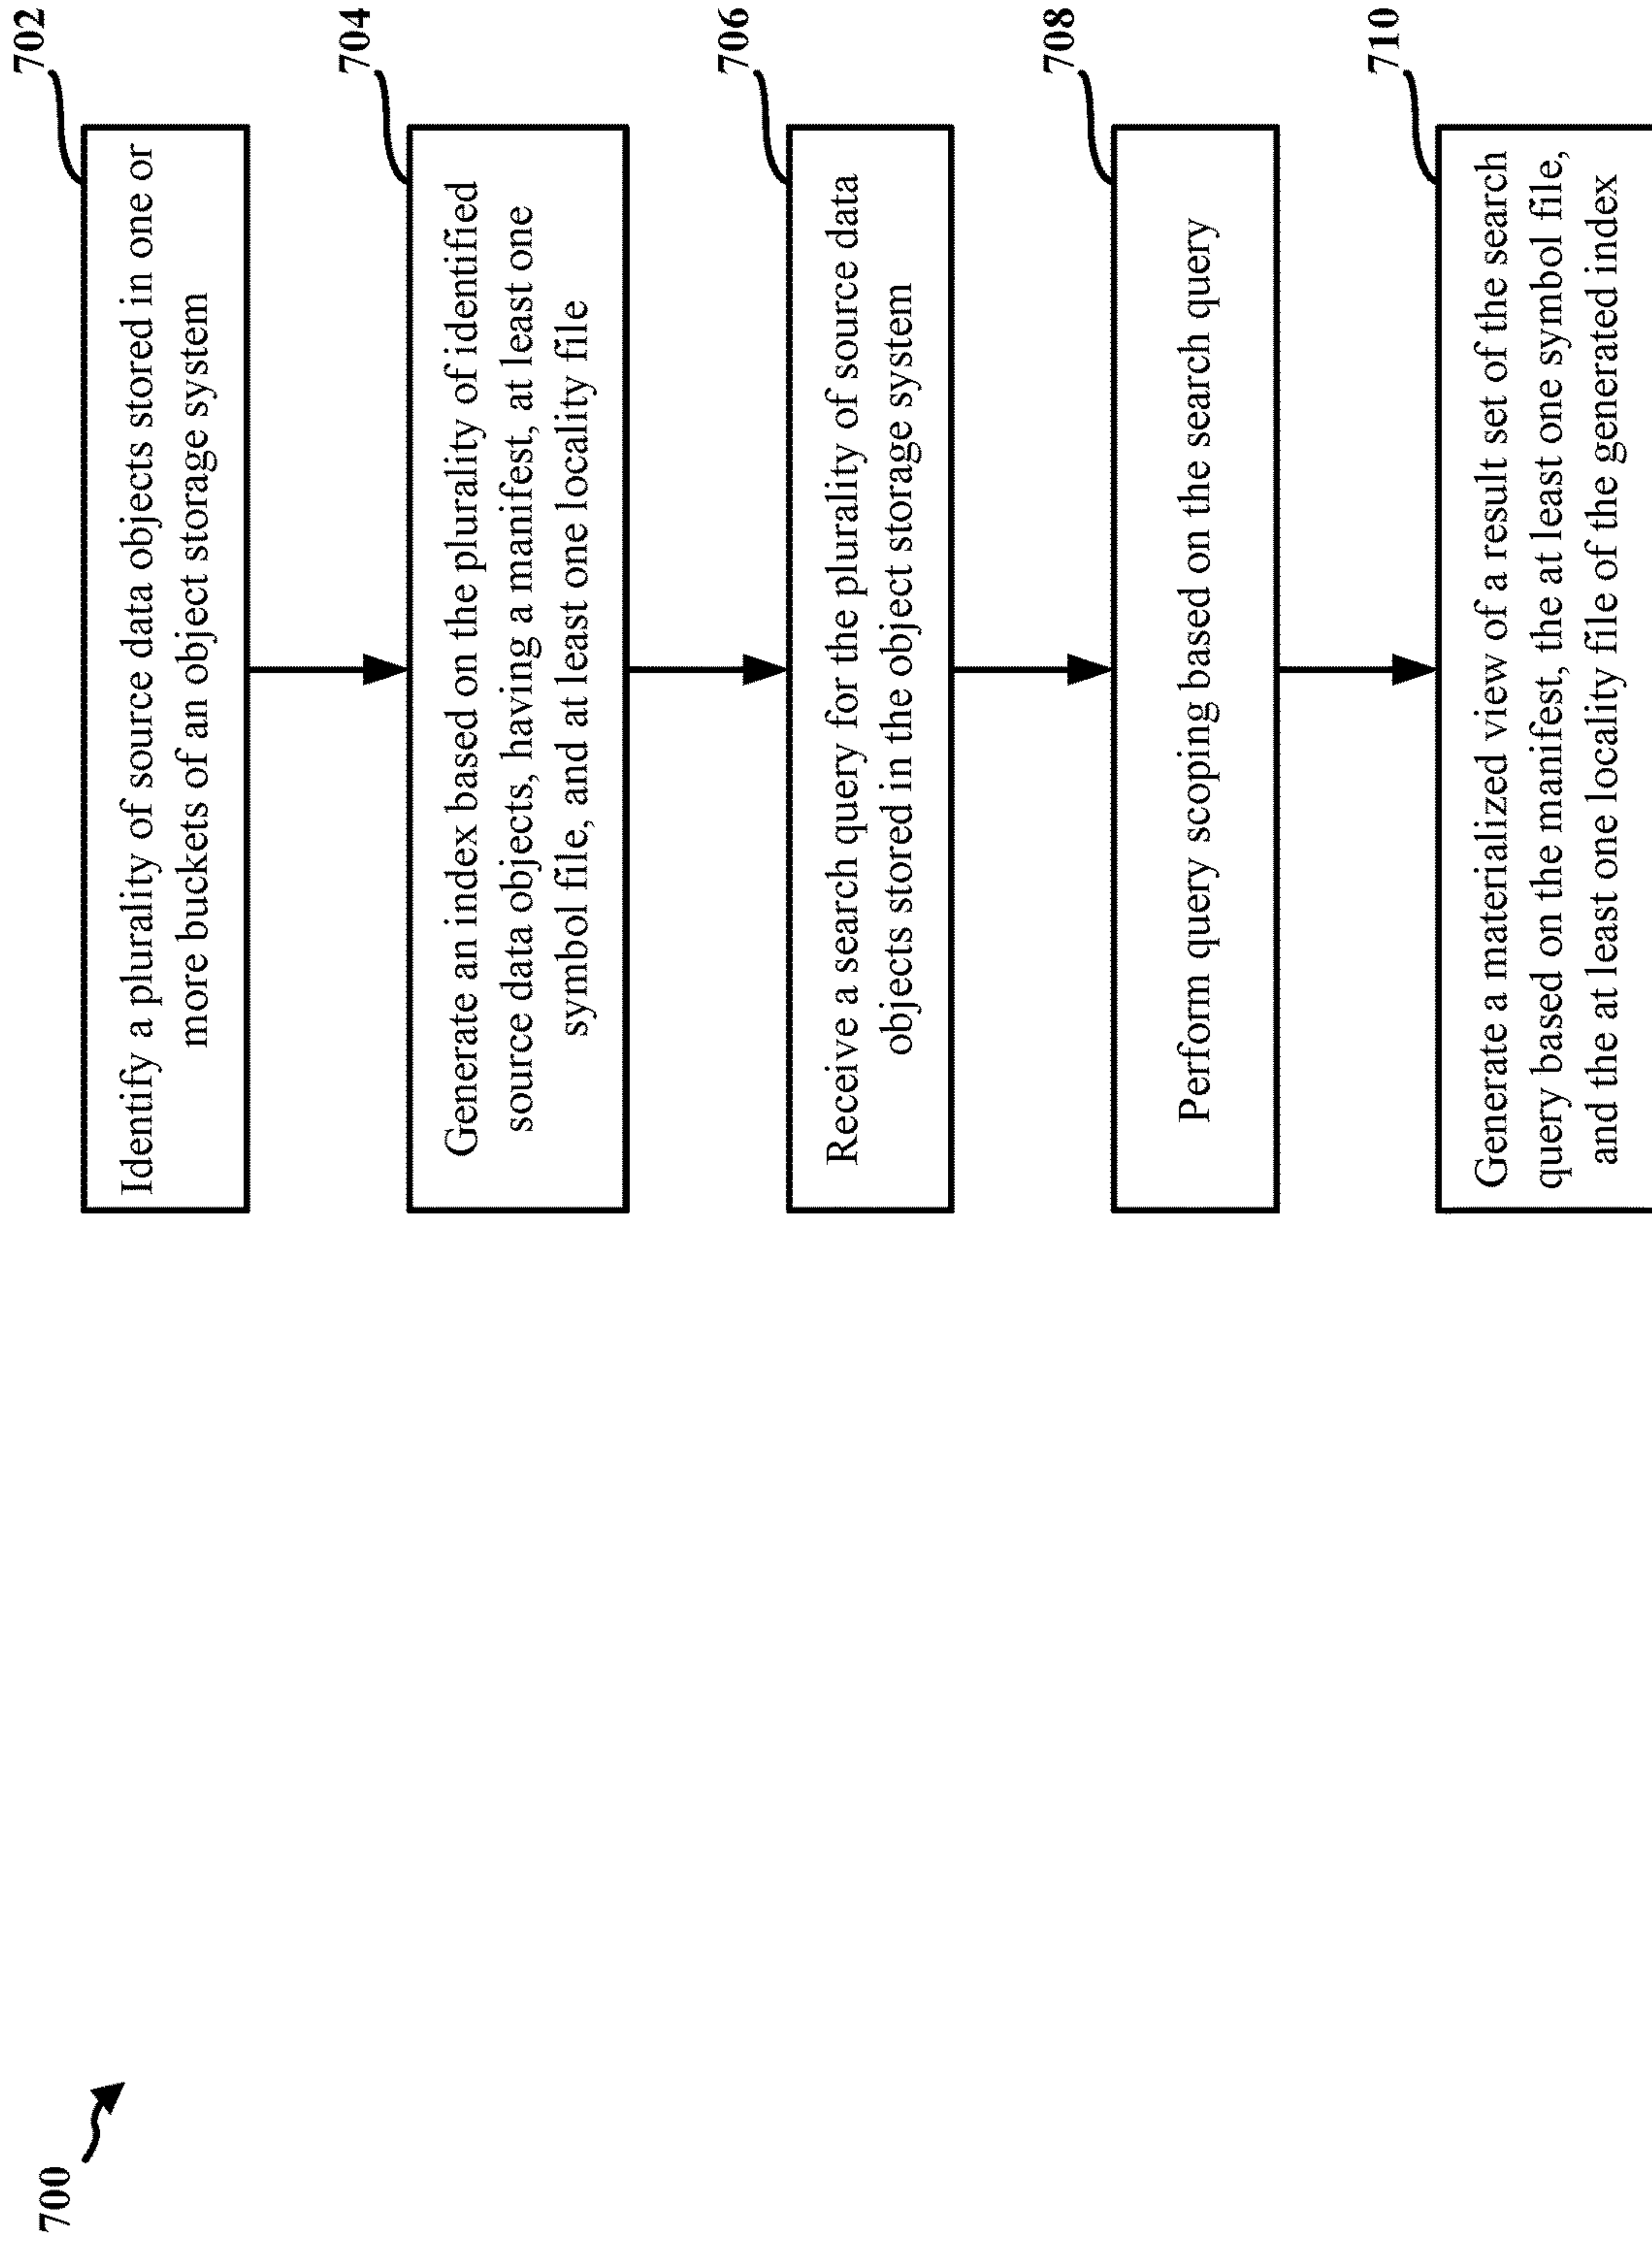 700
702
Identify a plurality of source data objects stored in one or
more buckets of an object storage system
704
Generate an index based on the plurality of identified
source data objects, having a manifest, at least one
symbol file, and at least one locality file
706
Receive a search query for the plurality of source data
objects stored in the object storage system
708
Perform query scoping based on the search query
710
Generate a materialized view of a result set of the search
query based on the manifest, the at least one symbol file,
and the at least one locality file of the generated index